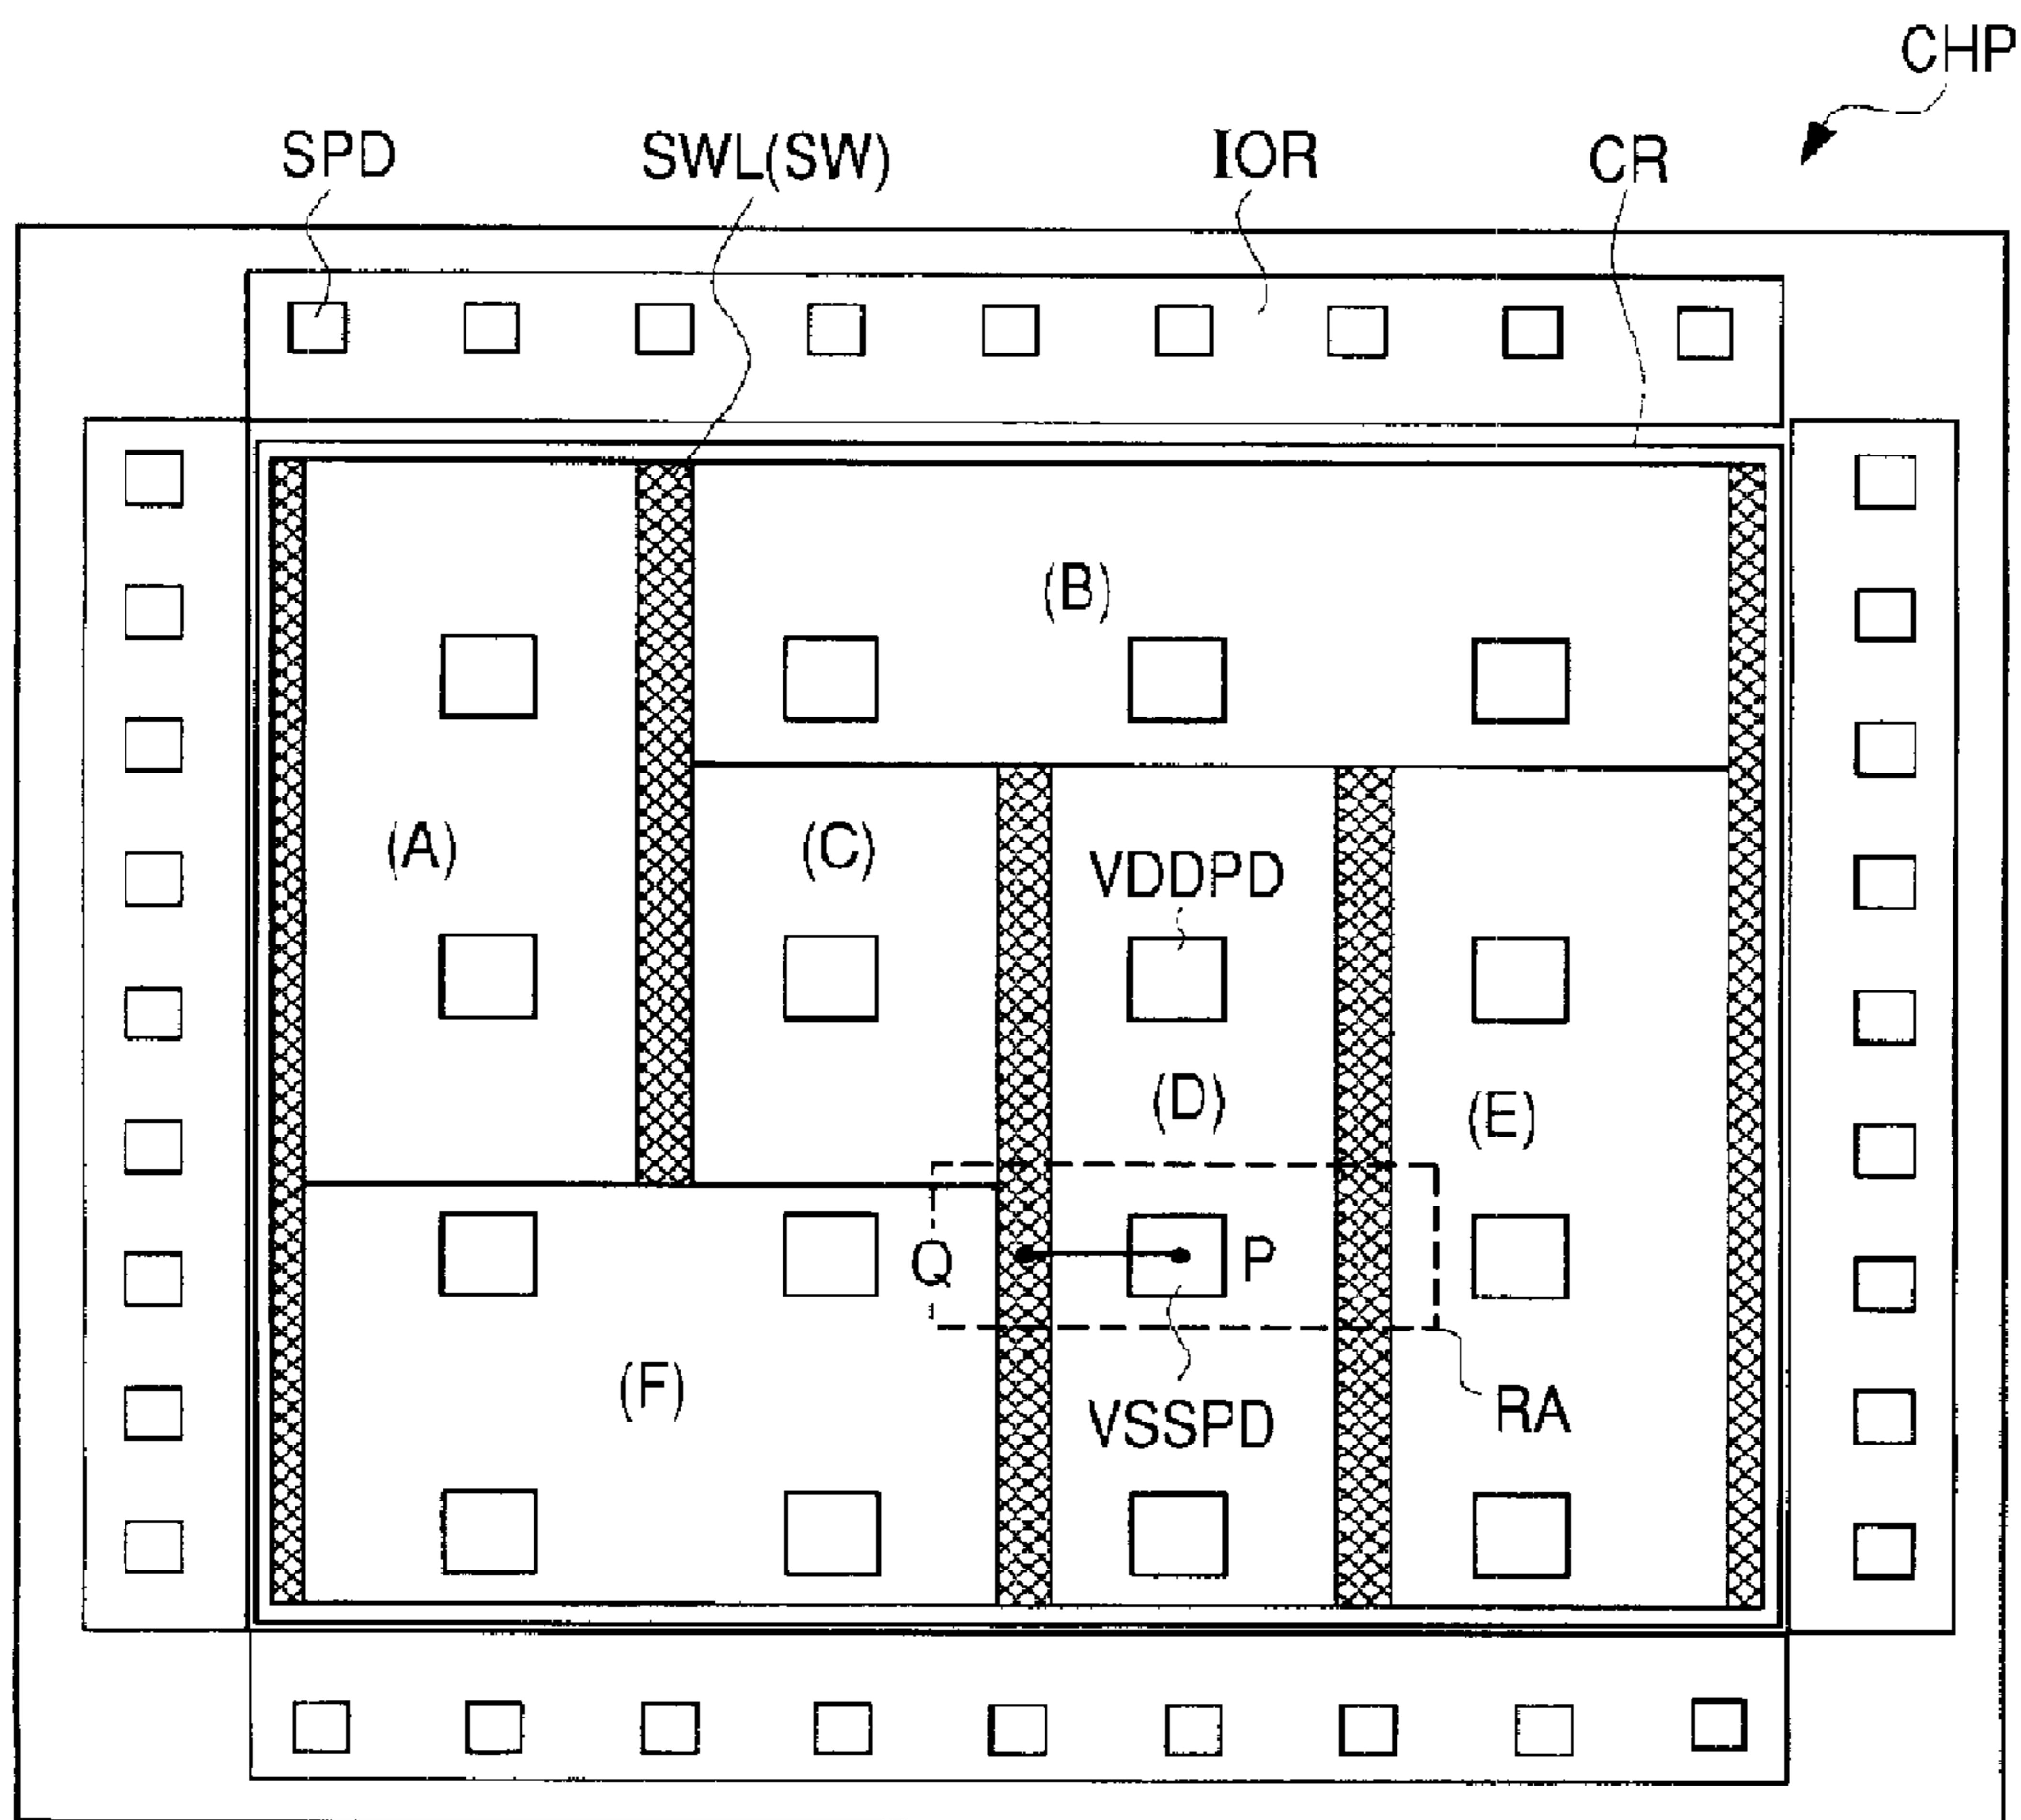 CHP
SPD
SWL(SW)
IOR
CR
(B)
(A)
(C)
VDDPD
(D)
(E)
Q
P
(F)
VSSPD
RA